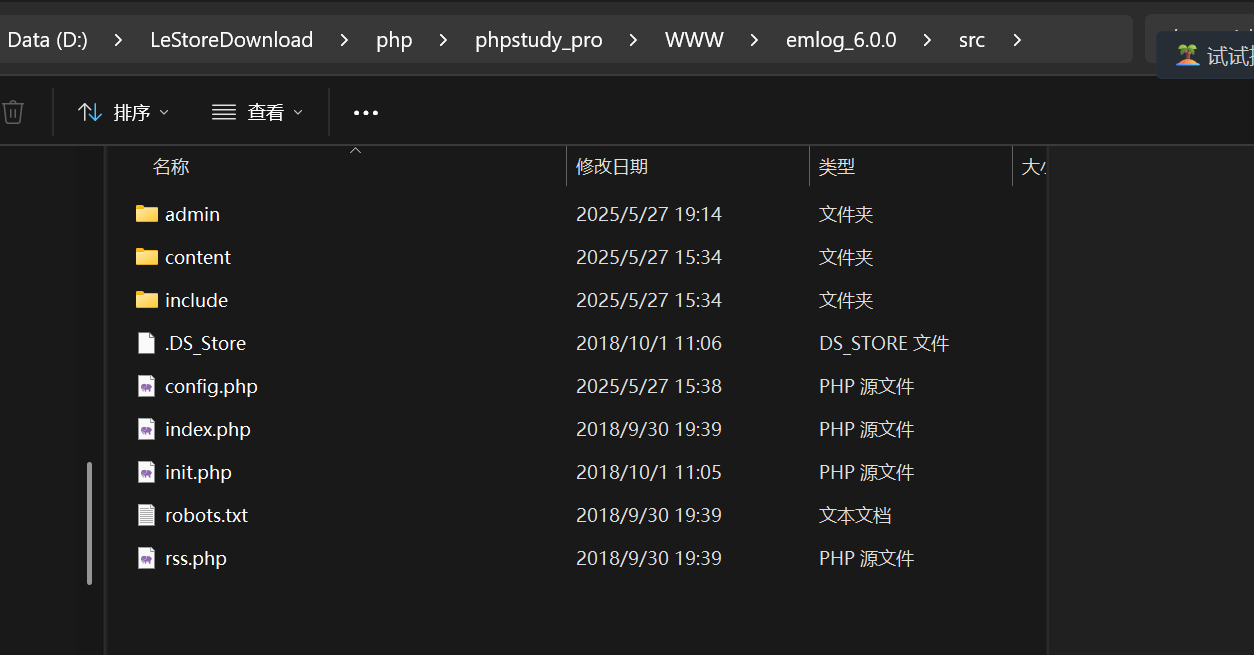 Data (D:) LeStoreDownload php phpstudy_pro WWW emlog_6.0.0 src
试试
排序 查看
名称 修改日期 类型
admin 2025/5/27 19:14 文件夹
content 2025/5/27 15:34 文件夹
include 2025/5/27 15:34 文件夹
.DS_Store 2018/10/1 11:06 DS_STORE 文件
config.php 2025/5/27 15:38 PHP 源文件
index.php 2018/9/30 19:39 PHP 源文件
init.php 2018/10/1 11:05 PHP 源文件
robots.txt 2018/9/30 19:39 文本文档
rss.php 2018/9/30 19:39 PHP 源文件